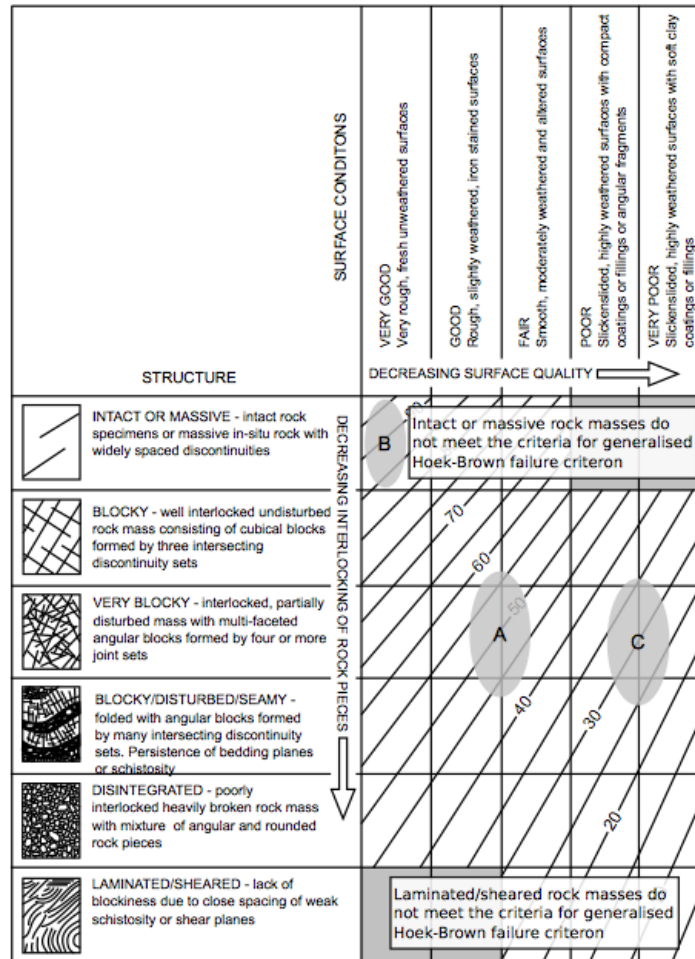 SURFACE CONDITONS
VERY GOOD
Very rough, fresh unweathered surfaces
GOOD
Rough, slightly weathered, iron stained surfaces
FAIR
Smooth, moderately weathered and altered surfaces
POOR
Slickenslided, highly weathered surfaces with compact
coatings or fillings or angular fragments
VERY POOR
Slickenslided, highly weathered surfaces with soft clay
coatings or fillings
STRUCTURE
DECREASING SURFACE QUALITY
DECREASING INTERLOCKING OF ROCK PIECES
INTACT OR MASSIVE - intact rock
specimens or massive in-situ rock with
widely spaced discontinuities
B
Intact or massive rock masses do
not meet the criteria for generalised
Hoek-Brown failure criteron
BLOCKY - well interlocked undisturbed
rock mass consisting of cubical blocks
formed by three intersecting
discontinuity sets
70
60
VERY BLOCKY - interlocked, partially
disturbed mass with multi-faceted
angular blocks formed by four or more
joint sets
50
A
C
BLOCKY/DISTURBED/SEAMY -
folded with angular blocks formed
by many intersecting discontinuity
sets. Persistence of bedding planes
or schistosity
40
30
DISINTEGRATED - poorly
interlocked heavily broken rock mass
with mixture of angular and rounded
rock pieces
20
LAMINATED/SHEARED - lack of
blockiness due to close spacing of weak
schistosity or shear planes
Laminated/sheared rock masses do
not meet the criteria for generalised
Hoek-Brown failure criteron